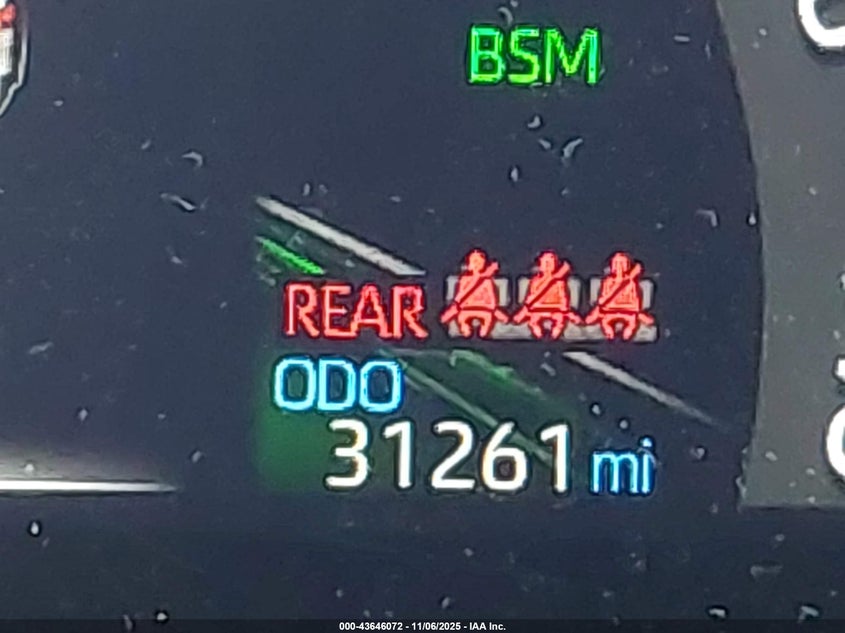 BSM
REAR
ODO
31261 mi
000-43646072 - 11/06/2025 - IAA Inc.